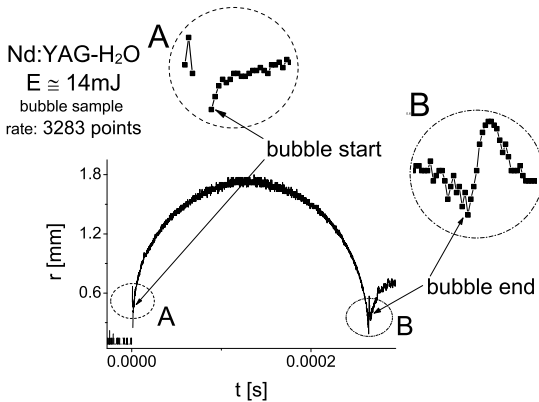 Nd:YAG-H₂O
E ≅ 14mJ
bubble sample
rate: 3283 points
A
B
bubble start
bubble end
1.8
1.2
0.6
r [mm]
A
B
0.0000
0.0002
t [s]